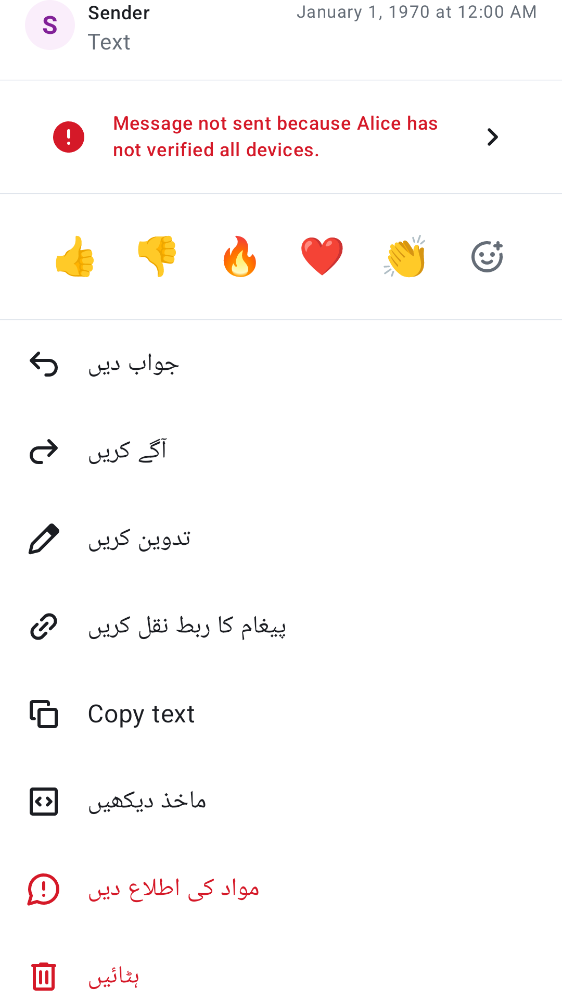 S
Sender
January 1, 1970 at 12:00 AM
Text
Message not sent because Alice has
not verified all devices.
جواب دیں
آگے کریں
تدوین کریں
پیغام کا ربط نقل کریں
Copy text
ماخذ دیکھیں
مواد کی اطلاع دیں
ہٹائیں